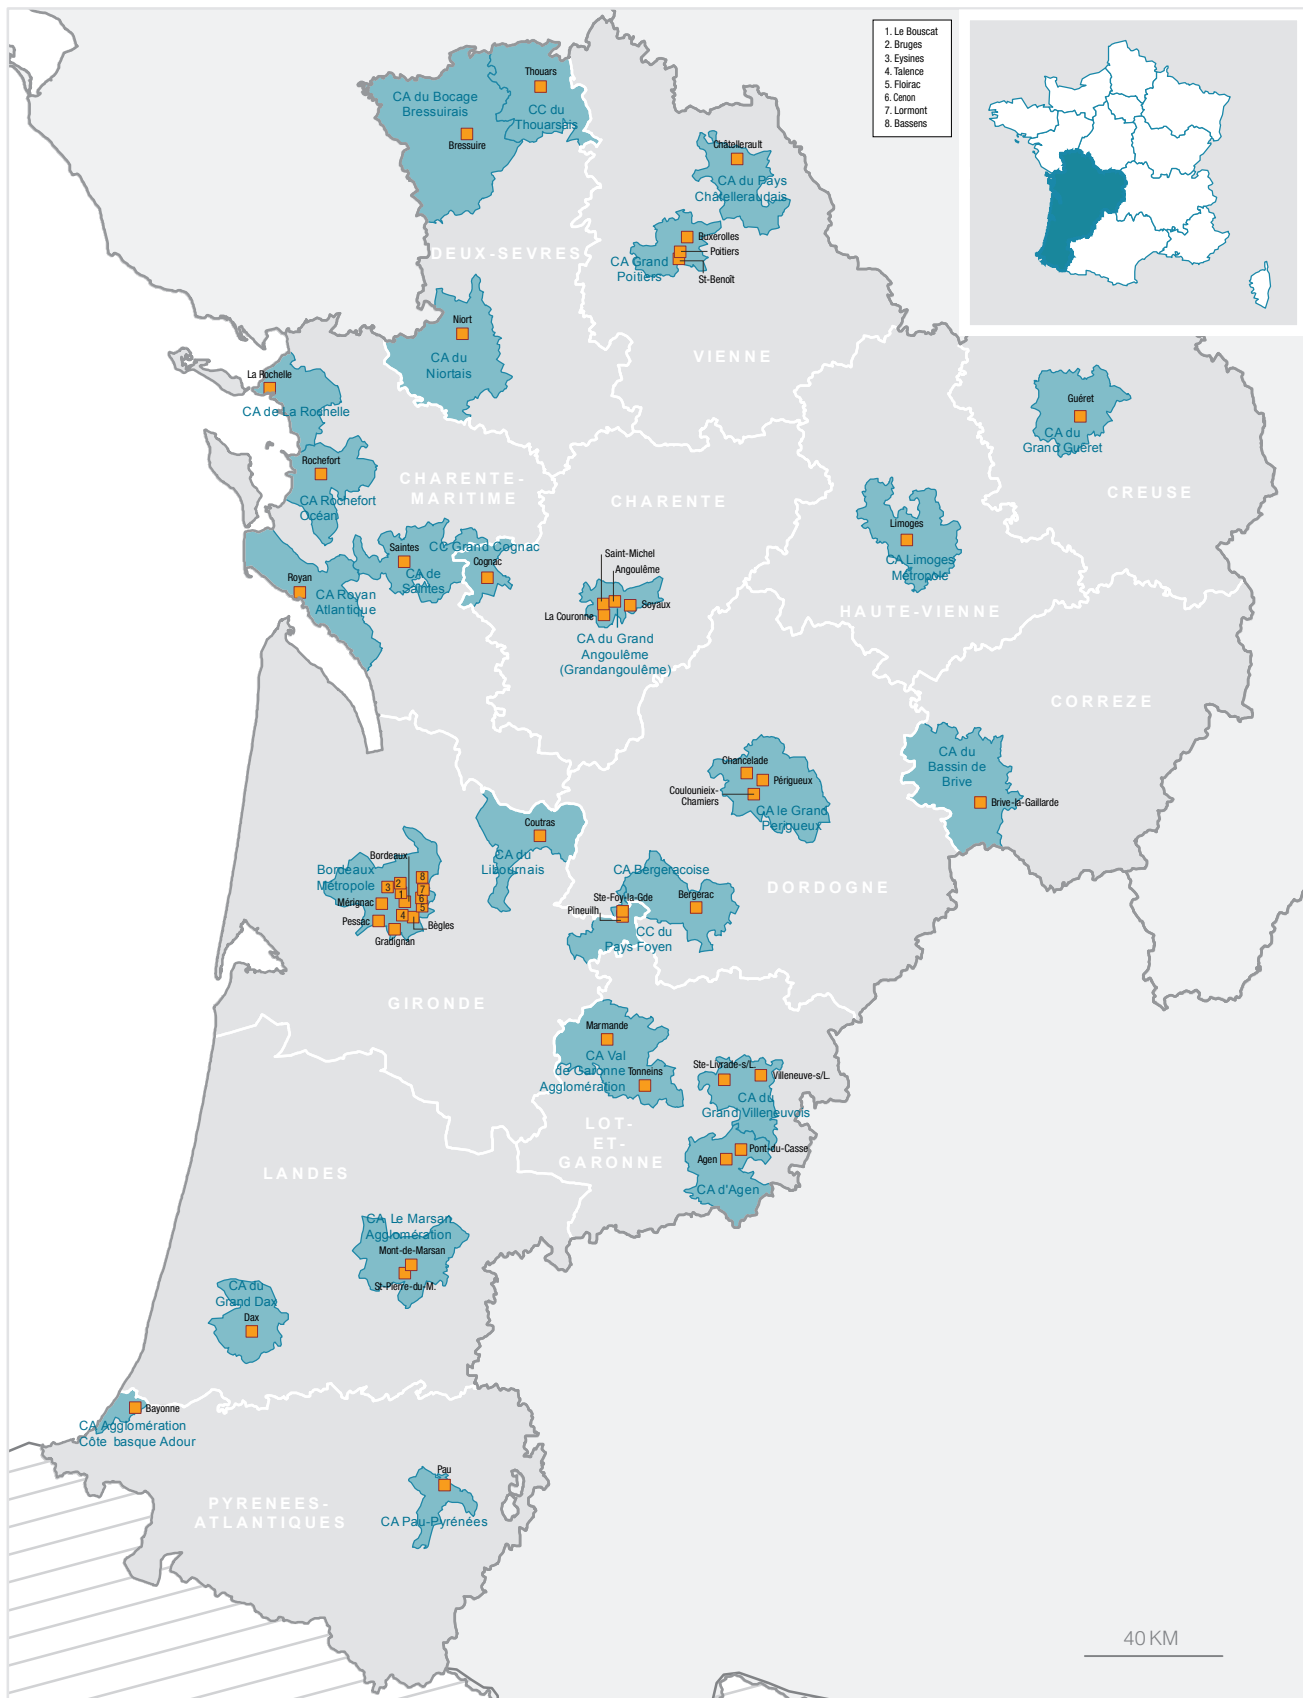 1. Le Bouscat
2. Bruges
3. Eysines
4. Talence
5. Floirac
6. Cenon
7. Lormont
8. Bassens
Thouars
CA du Bocage
Bressuirais
CC du
Thouarsais
Bressuire
Châtellerault
CA du Pays
Châtelleraudais
Buxerolles
Poitiers
CA Grand
Poitiers
St-Benoît
DEUX-SEVRES
Niort
CA du
Niortais
VIENNE
La Rochelle
CA de La Rochelle
Guéret
CA du
Grand Guéret
Rochefort
CA Rochefort
Océan
CHARENTE-
MARITIME
CHARENTE
CREUSE
Limoges
CA Limoges
Métropole
Saintes
CA de
Saintes
CC Grand Cognac
Cognac
Royan
CA Royan
Atlantique
Saint-Michel
Angoulême
Soyaux
La Couronne
CA du Grand
Angoulême
(Grandangoulême)
HAUTE-VIENNE
CORREZE
CA du
Bassin de
Brive
Brive-la-Gaillarde
Chancelade
Périgueux
Coulounieix-
Chamiers
CA le Grand
Perigueux
Coutras
CA du
Libournais
Bordeaux
Bordeaux
Métropole
8
2
3
7
1
6
5
4
Mérignac
Pessac
Bègles
Gradignan
CA Bergeracoise
Bergerac
Ste-Foy-la-Gde
Pineuilh
CC du
Pays Foyen
DORDOGNE
GIRONDE
Marmande
CA Val
de Garonne
Agglomération
Tonneins
Ste-Livrade-s/L.
Villeneuve-s/L.
CA du
Grand Villeneuvois
LOT-
ET-
GARONNE
Pont-du-Casse
Agen
CA d'Agen
LANDES
CA Le Marsan
Agglomération
Mont-de-Marsan
St-Pierre-du-M.
CA du
Grand Dax
Dax
Bayonne
CA Agglomération
Côte basque Adour
Pau
CA Pau-Pyrénées
PYRENEES-
ATLANTIQUES
40 KM